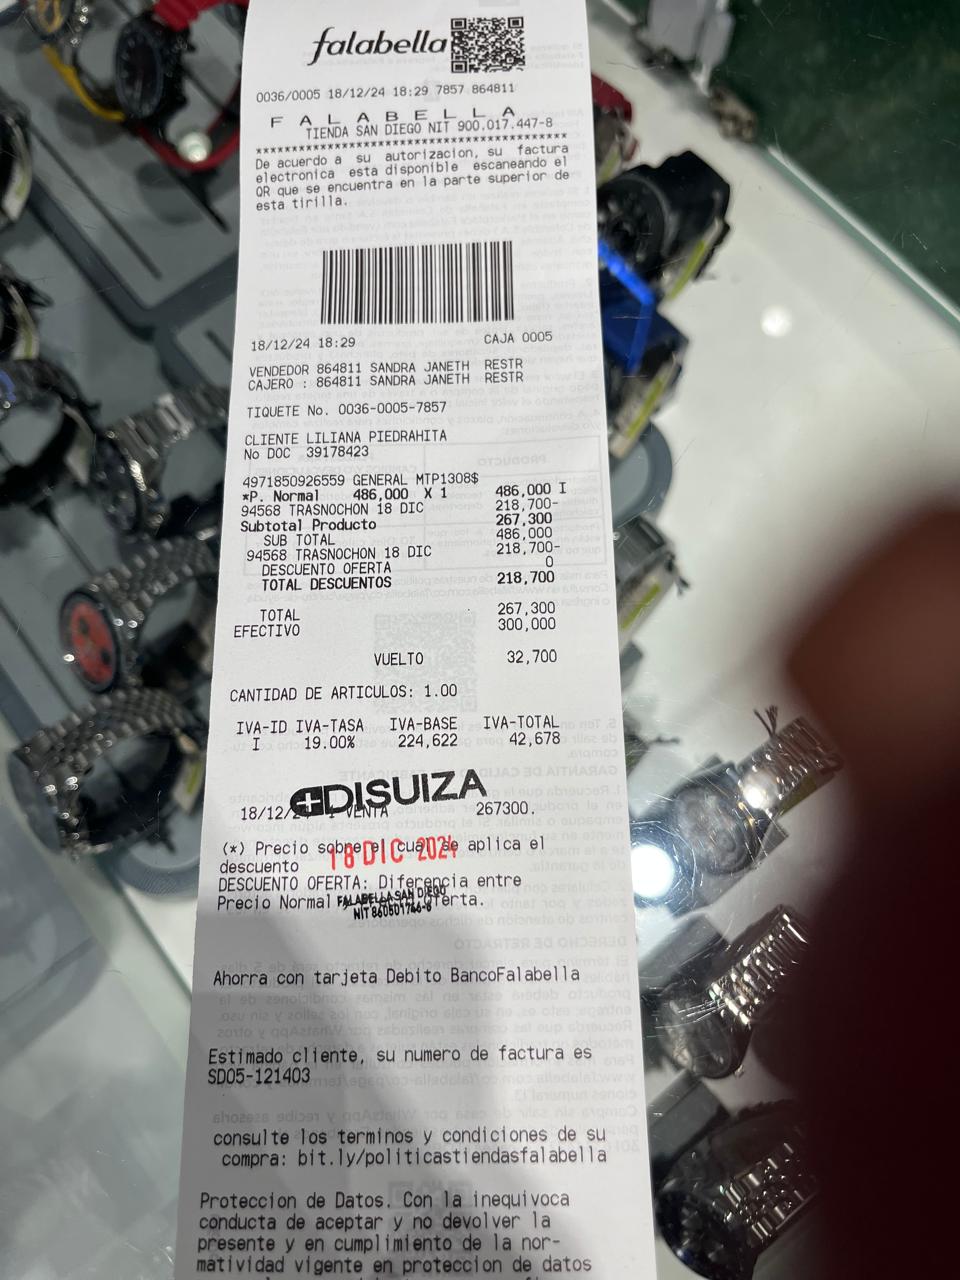 falabella
0036/0005 18/12/24 18:29 7857 864811
F A L A B E L L A
TIENDA SAN DIEGO NIT 900.017.447-8
****************************************
De acuerdo a su autorizacion, su factura
electronica esta disponible escaneando el
QR que se encuentra en la parte superior de
esta tirilla.
18/12/24 18:29 CAJA 0005
VENDEDOR 864811 SANDRA JANETH RESTR
CAJERO : 864811 SANDRA JANETH RESTR
TIQUETE No. 0036-0005-7857
CLIENTE LILIANA PIEDRAHITA
No DOC 39178423
4971850926559 GENERAL MTP1308$
*P. Normal 486,000 X 1 486,000 I
94568 TRASNOCHON 18 DIC 218,700-
Subtotal Producto 267,300
SUB TOTAL 486,000
94568 TRASNOCHON 18 DIC 218,700-
DESCUENTO OFERTA 0
TOTAL DESCUENTOS 218,700
TOTAL 267,300
EFECTIVO 300,000
VUELTO 32,700
CANTIDAD DE ARTICULOS: 1.00
IVA-ID IVA-TASA IVA-BASE IVA-TOTAL
I 19.00% 224,622 42,678
DISUIZA
18/12/2 VENTA 267300.
(*) Precio sobre el cual se aplica el
18 DIC 2024
descuento
DESCUENTO OFERTA: Diferencia entre
FALABELLA SAN DIEGO
Precio Normal Oferta.
Ahorra con tarjeta Debito BancoFalabella
Estimado cliente, su numero de factura es
SD05-121403
consulte los terminos y condiciones de su
compra: bit.ly/politicastiendasfalabella
Proteccion de Datos. Con la inequivoca
conducta de aceptar y no devolver la
presente y en cumplimiento de la nor-
matividad vigente en proteccion de datos